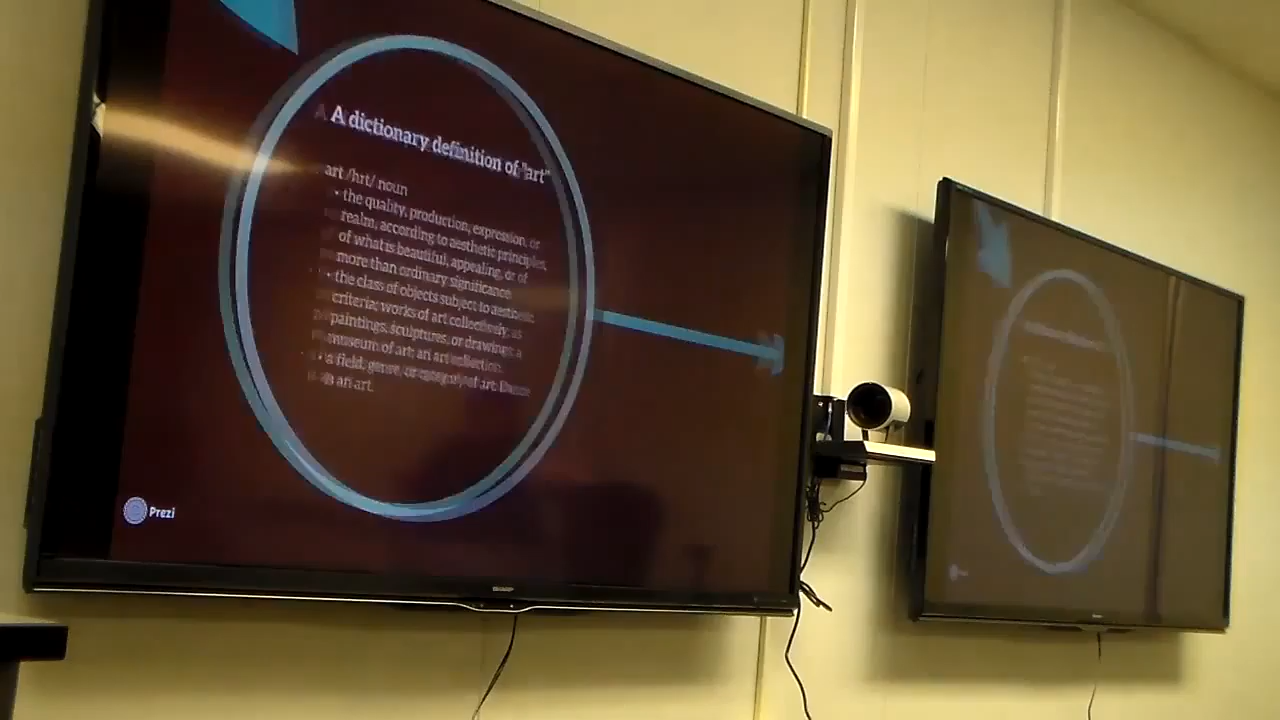 A dictionary definition of "art"
art /hrt/ noun
• the quality, production, expression, or
realm, according to aesthetic principles,
of what is beautiful, appealing, or of
more than ordinary significance.
• the class of objects subject to aesthetic
criteria; works of art collectively, as
paintings, sculptures, or drawings: a
museum of art; an art collection.
• a field, genre, or category of art: Dance
is an art.
Prezi
SHARP